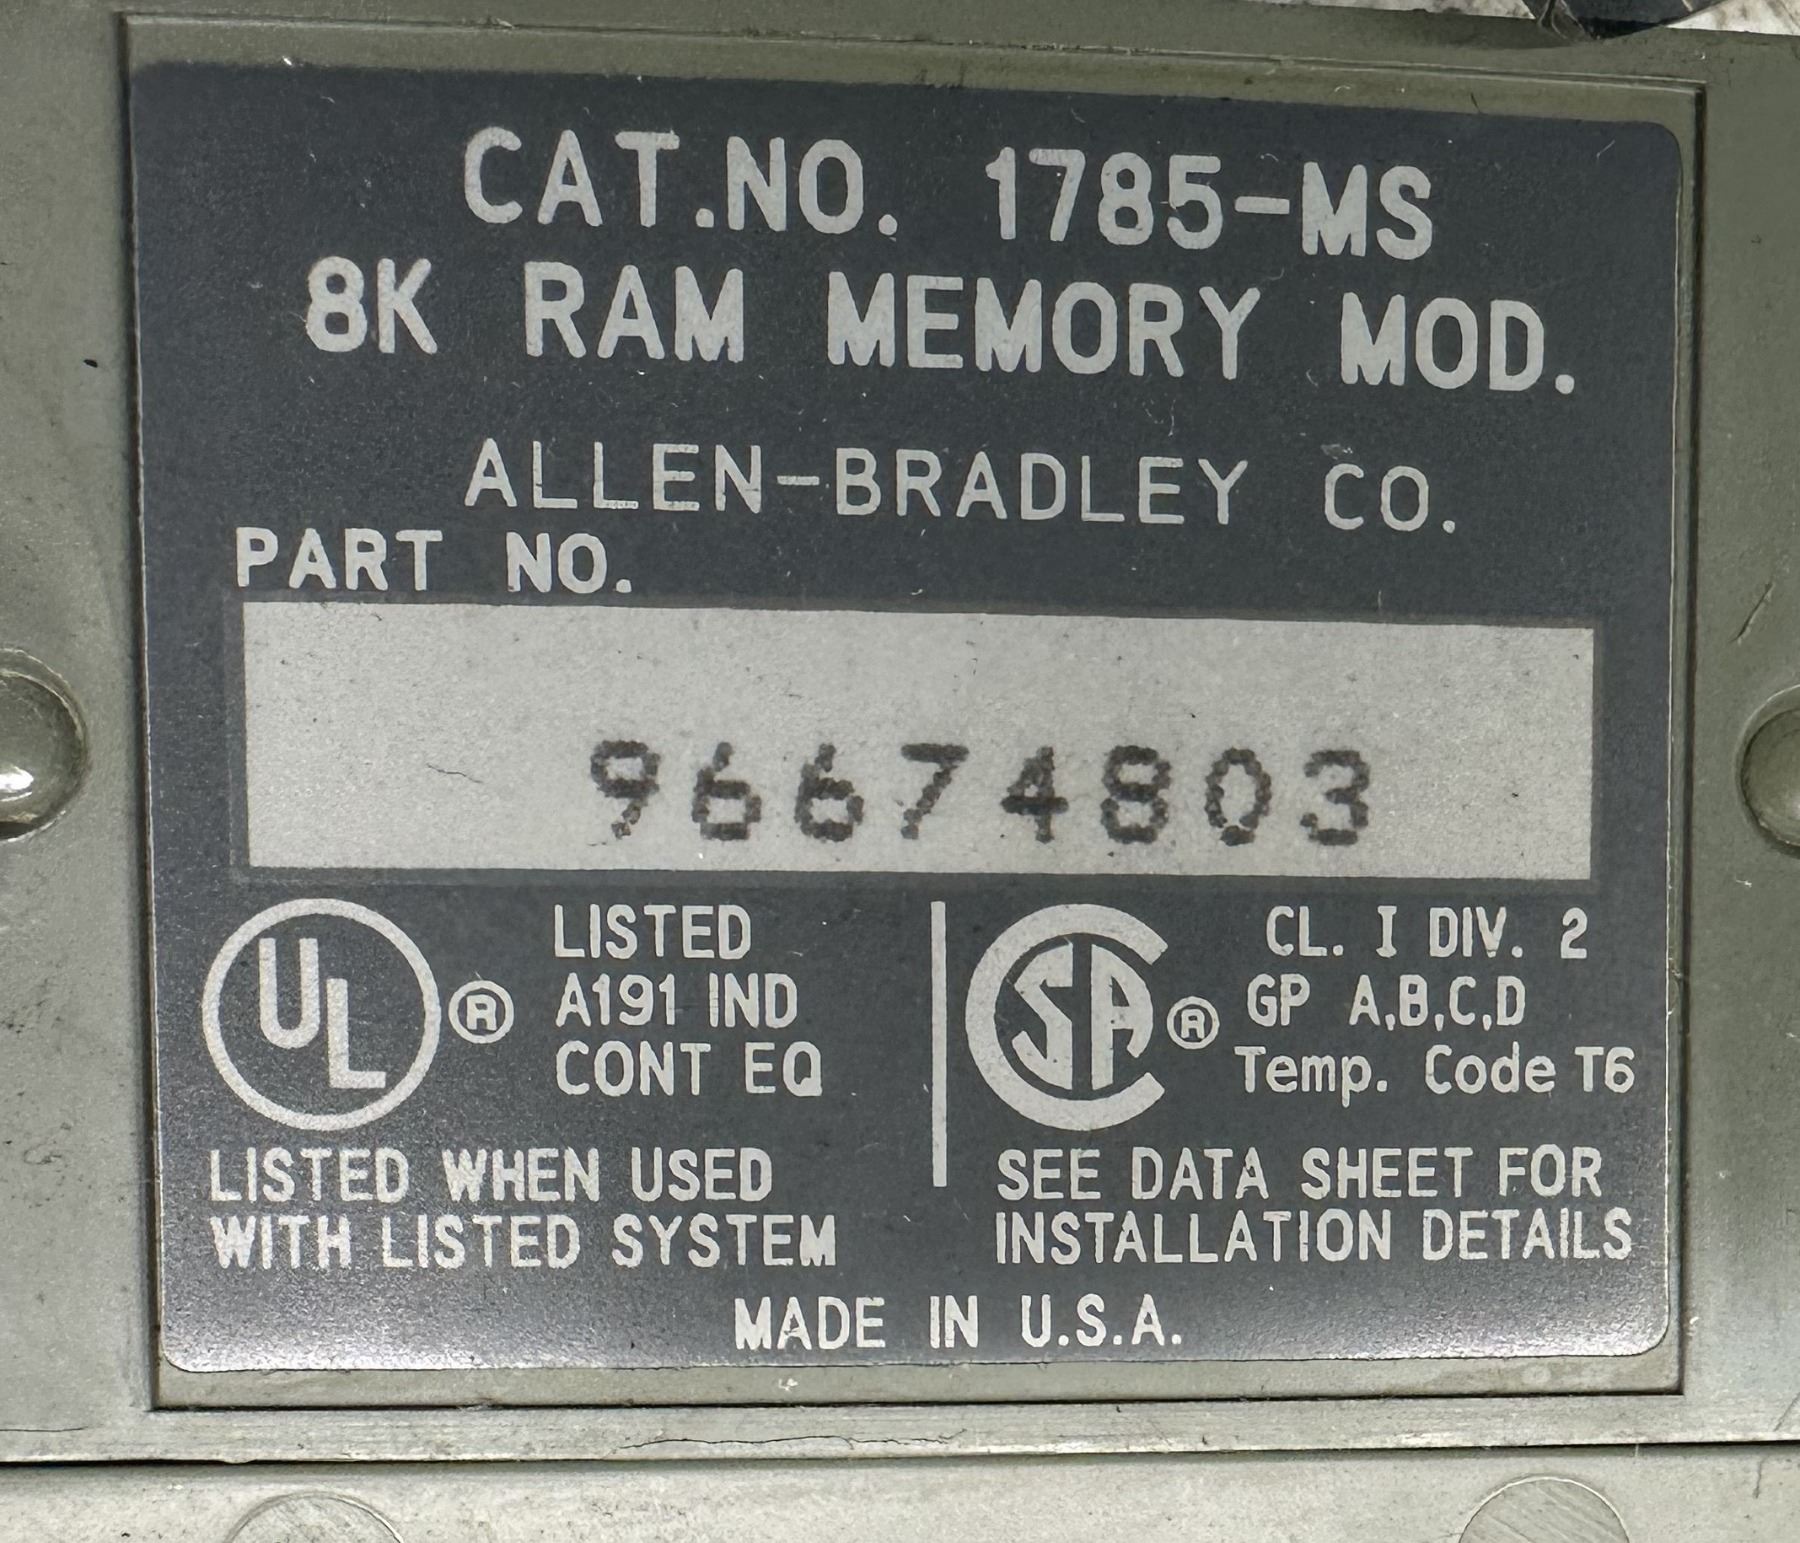 CAT.NO. 1785-MS
8K RAM MEMORY MOD.
ALLEN-BRADLEY CO.
PART NO.
96674803
UL ® LISTED
A191 IND
CONT EQ
LISTED WHEN USED
WITH LISTED SYSTEM
CSA ® CL. I DIV. 2
GP A,B,C,D
Temp. Code T6
SEE DATA SHEET FOR
INSTALLATION DETAILS
MADE IN U.S.A.